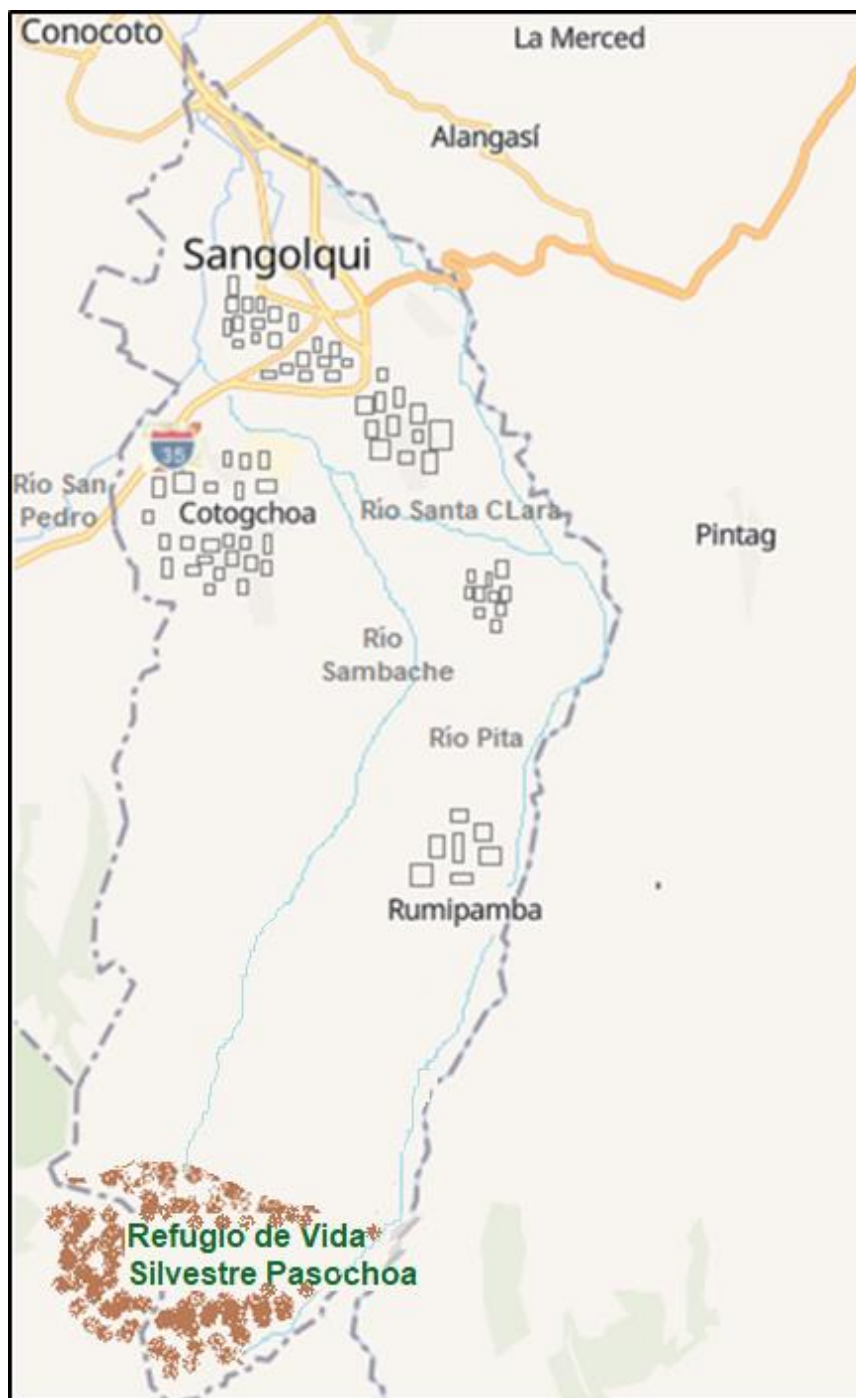 Conocoto
La Merced
Alangasí
Sangolqui
35
Río San
Pedro
Cotogchoa
Río Santa CLara
Pintag
Río
Sambache
Río Pita
Rumipamba
Refugio de Vida
Silvestre Pasochoa